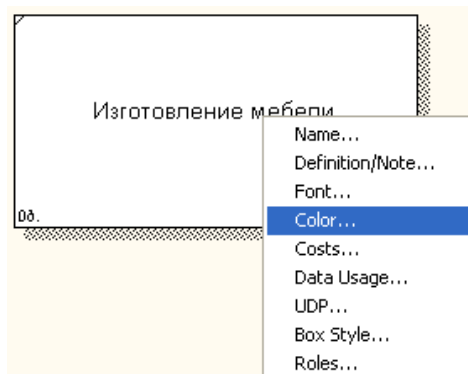 Изготовление мебели
0д.
Name...
Definition/Note...
Font...
Color...
Costs...
Data Usage...
UDP...
Box Style...
Roles...